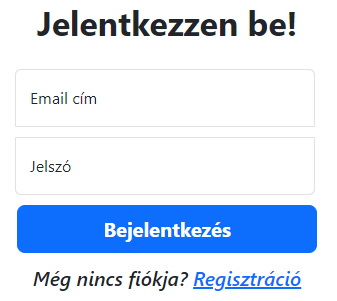 Jelentkezzen be!
Email cím
Jelszó
Bejelentkezés
Még nincs fiókja? Regisztráció